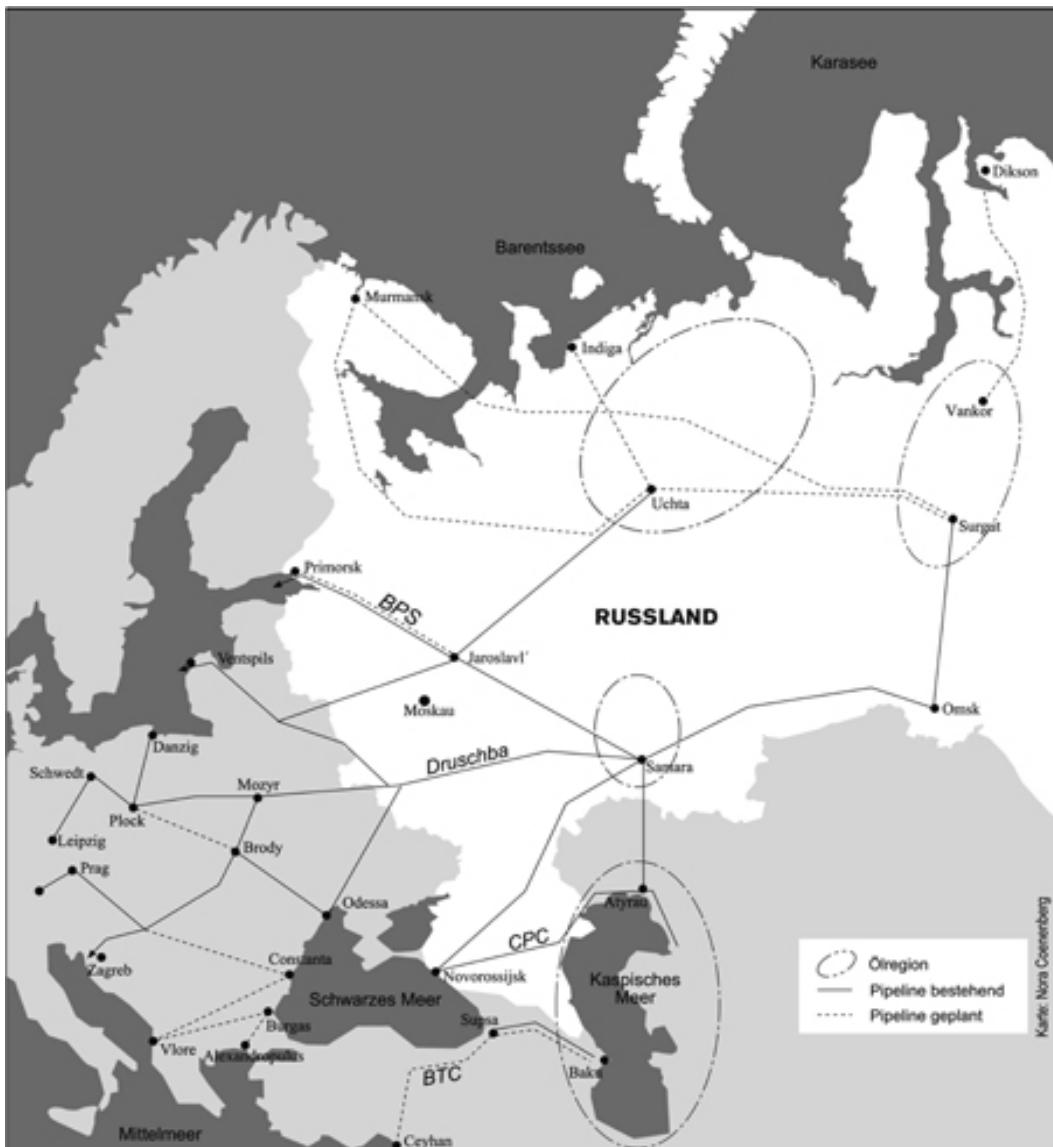 Karasee
Dikson
Barentssee
Murmansk
Indiga
Vankor
Uchta
Surgut
Primorsk
BPS
RUSSLAND
Ventspils
Jaroslavl´
Moskau
Omsk
Danzig
Druschba
Samara
Schwedt
Mozyr
Plock
Leipzig
Brody
Prag
Odessa
Atyrau
CPC
Zagreb
Constanta
Novorossijsk
Kaspisches
Meer
Schwarzes Meer
Burgas
Supsa
Vlore
Alexandropulis
BTC
Baku
Mittelmeer
Ceyhan
Ölregion
Pipeline bestehend
Pipeline geplant
Karte: Nora Coenenberg